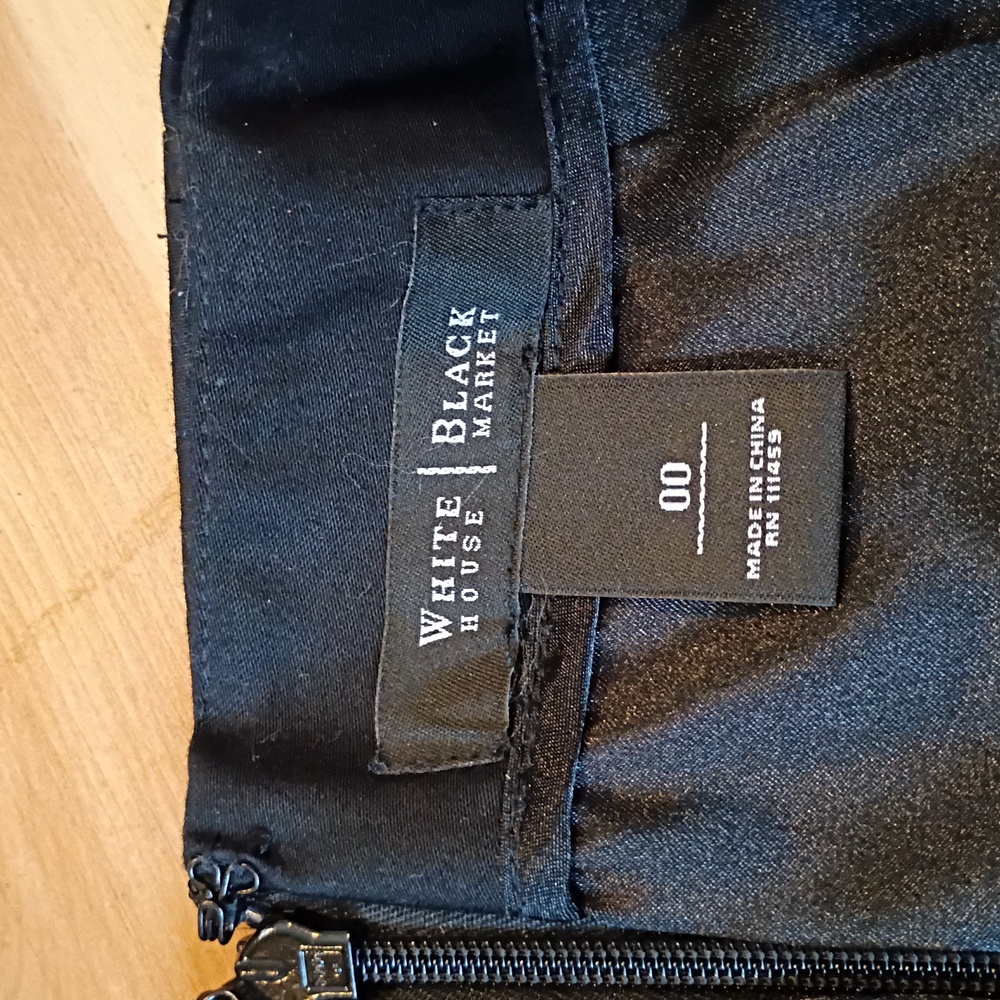 WHITE | BLACK
HOUSE | MARKET
00
MADE IN CHINA
RN 111459